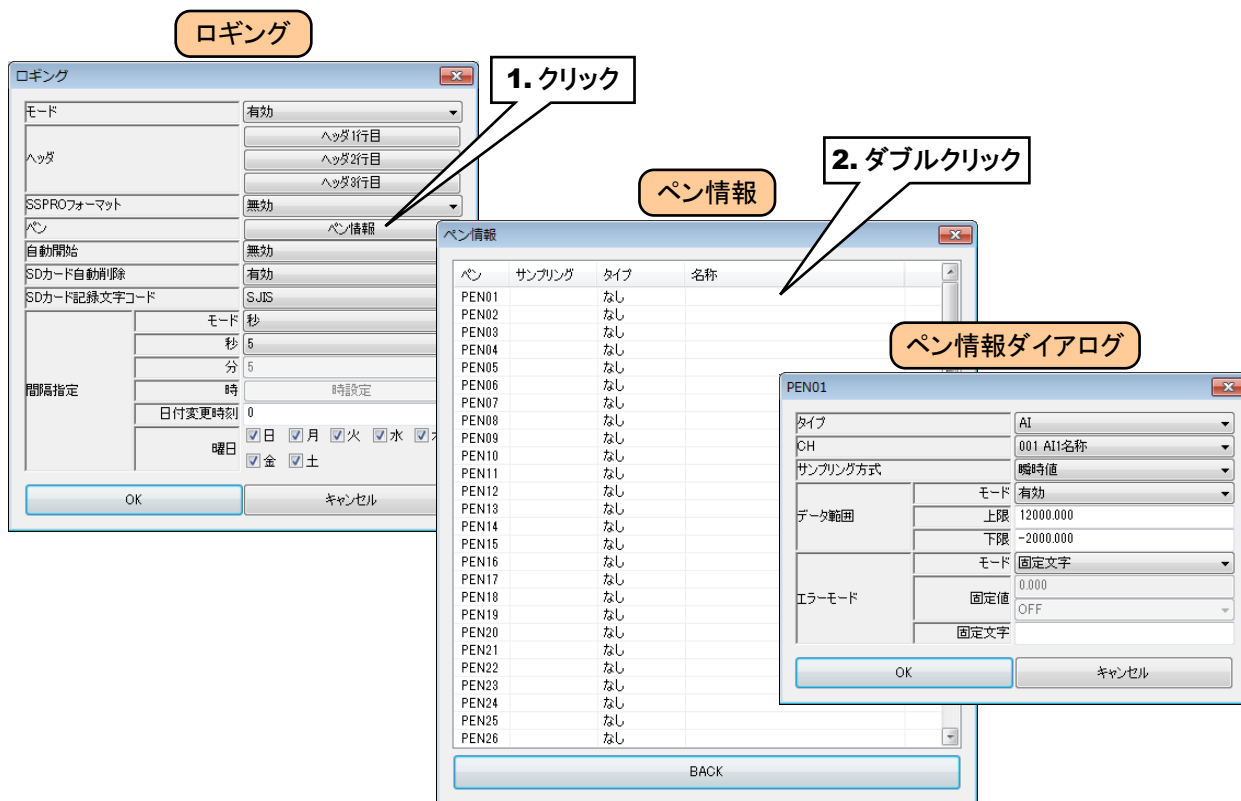 ロギング
ロギング
1. クリック
モード 有効
ヘッダ ヘッダ1行目
ヘッダ2行目
ヘッダ3行目
SSPROフォーマット 無効
ペン ペン情報
自動開始 無効
SDカード自動削除 有効
SDカード記録文字コード SJIS
間隔指定 モード 秒
秒 5
分 5
時 時設定
日付変更時刻 0
曜日 日 月 火 水
金 土
OK キャンセル
ペン情報
2. ダブルクリック
ペン情報
ペン サンプリング タイプ 名称
PEN01 なし
PEN02 なし
PEN03 なし
PEN04 なし
PEN05 なし
PEN06 なし
PEN07 なし
PEN08 なし
PEN09 なし
PEN10 なし
PEN11 なし
PEN12 なし
PEN13 なし
PEN14 なし
PEN15 なし
PEN16 なし
PEN17 なし
PEN18 なし
PEN19 なし
PEN20 なし
PEN21 なし
PEN22 なし
PEN23 なし
PEN24 なし
PEN25 なし
PEN26 なし
BACK
ペン情報ダイアログ
PEN01
タイプ AI
CH 001 AI1名称
サンプリング方式 瞬時値
データ範囲 モード 有効
上限 12000.000
下限 -2000.000
エラーモード モード 固定文字
固定値 0.000
OFF
固定文字
OK キャンセル